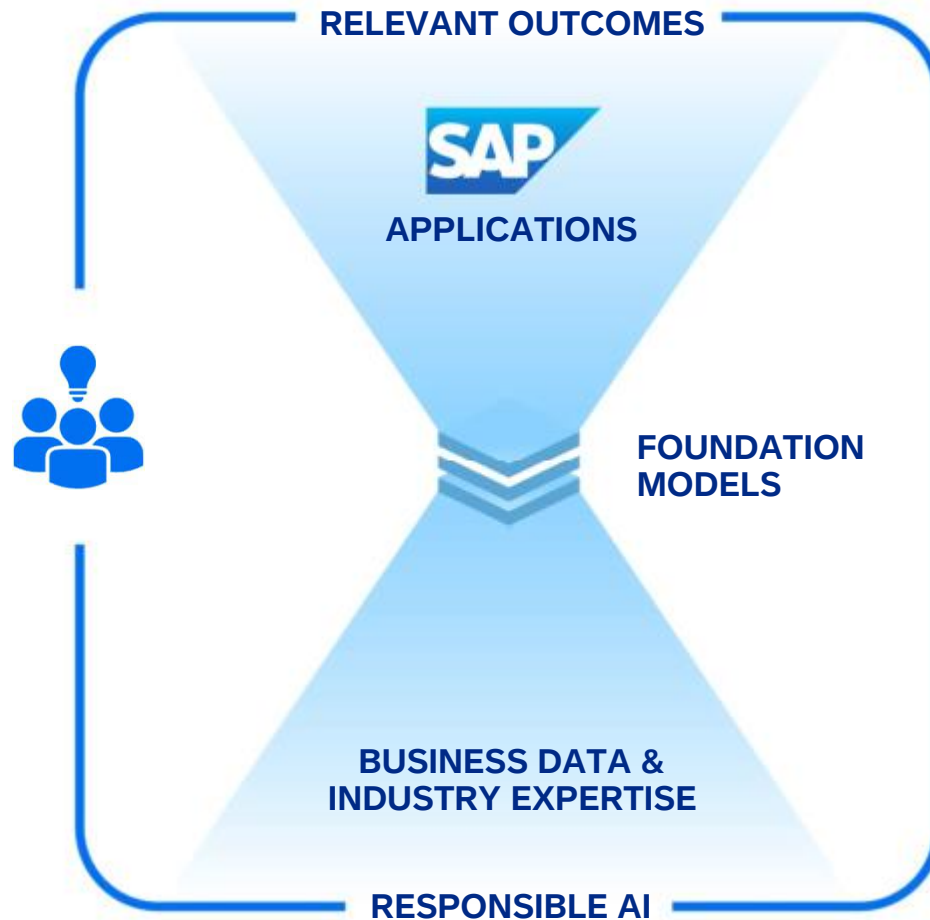 RELEVANT OUTCOMES
SAP
APPLICATIONS
FOUNDATION
MODELS
BUSINESS DATA &
INDUSTRY EXPERTISE
RESPONSIBLE AI